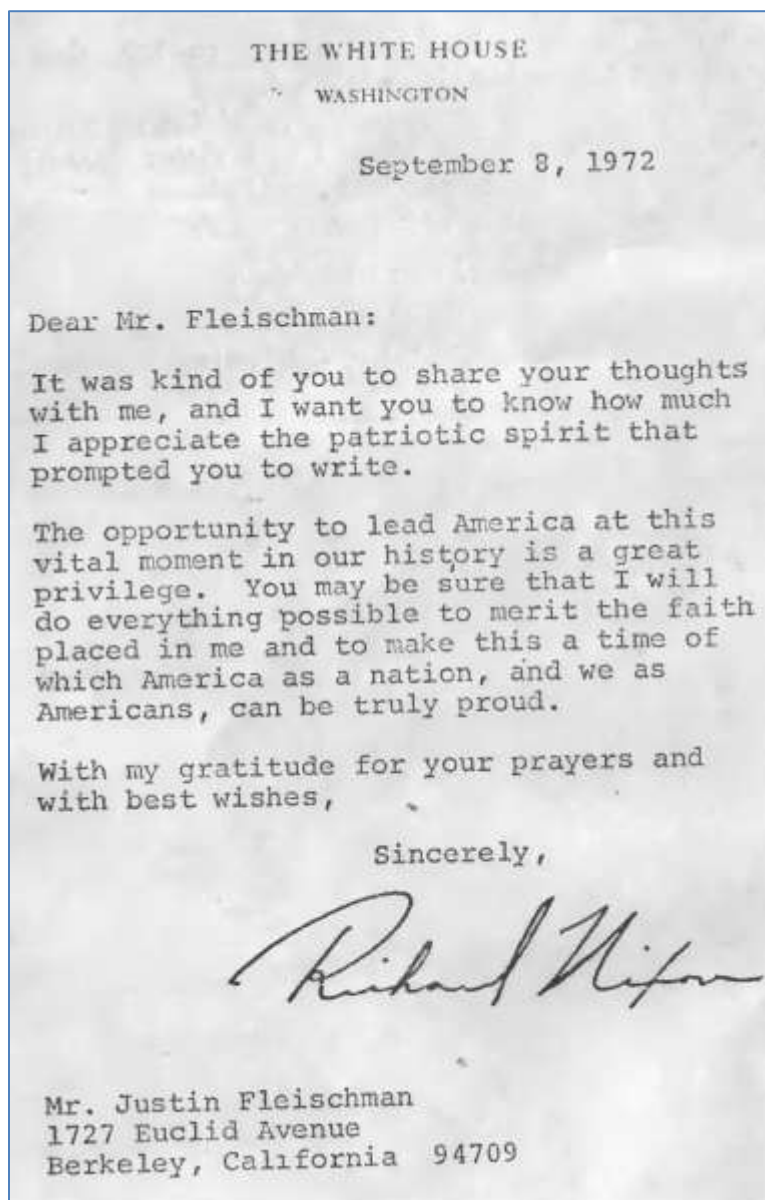 THE WHITE HOUSE
WASHINGTON
September 8, 1972
Dear Mr. Fleischman:
It was kind of you to share your thoughts
with me, and I want you to know how much
I appreciate the patriotic spirit that
prompted you to write.
The opportunity to lead America at this
vital moment in our history is a great
privilege. You may be sure that I will
do everything possible to merit the faith
placed in me and to make this a time of
which America as a nation, and we as
Americans, can be truly proud.
With my gratitude for your prayers and
with best wishes,
Sincerely,
Richard Nixon
Mr. Justin Fleischman
1727 Euclid Avenue
Berkeley, California 94709